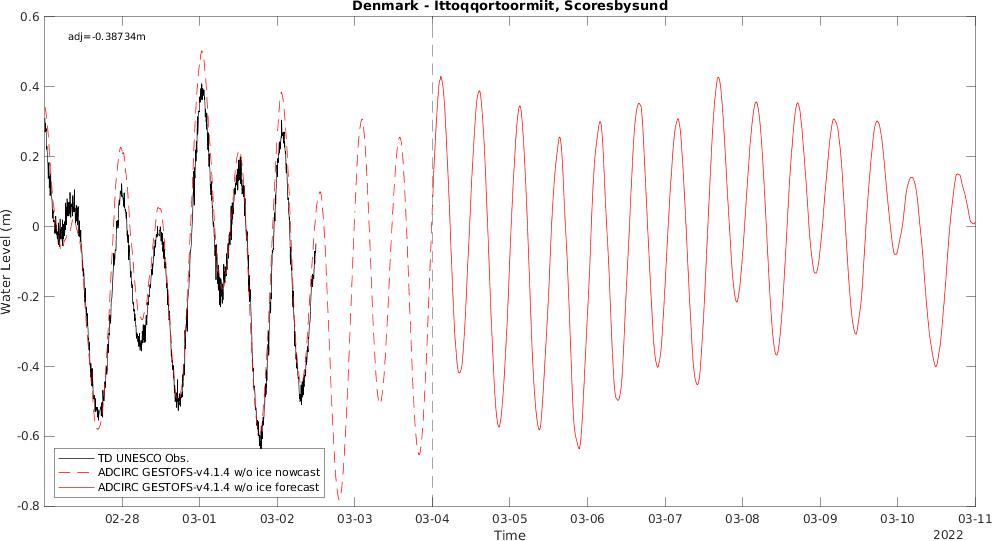 Denmark - Ittoqqortoormiit, Scoresbysund
adj=-0.38734m
0.6
0.4
0.2
0
-0.2
-0.4
-0.6
-0.8
Water Level (m)
TD UNESCO Obs.
ADCIRC GESTOFS-v4.1.4 w/o ice nowcast
ADCIRC GESTOFS-v4.1.4 w/o ice forecast
02-28 03-01 03-02 03-03 03-04 03-05 03-06 03-07 03-08 03-09 03-10 03-11
Time
2022